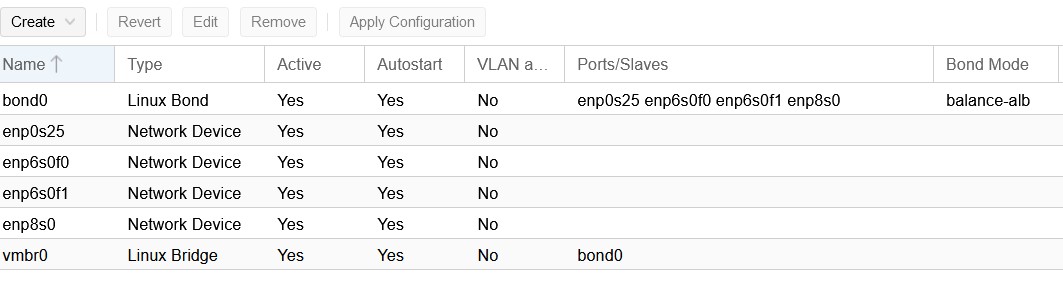 Create Revert Edit Remove Apply Configuration
Name Type Active Autostart VLAN a... Ports/Slaves Bond Mode
bond0 Linux Bond Yes Yes No enp0s25 enp6s0f0 enp6s0f1 enp8s0 balance-alb
enp0s25 Network Device Yes Yes No
enp6s0f0 Network Device Yes Yes No
enp6s0f1 Network Device Yes Yes No
enp8s0 Network Device Yes Yes No
vmbr0 Linux Bridge Yes Yes No bond0